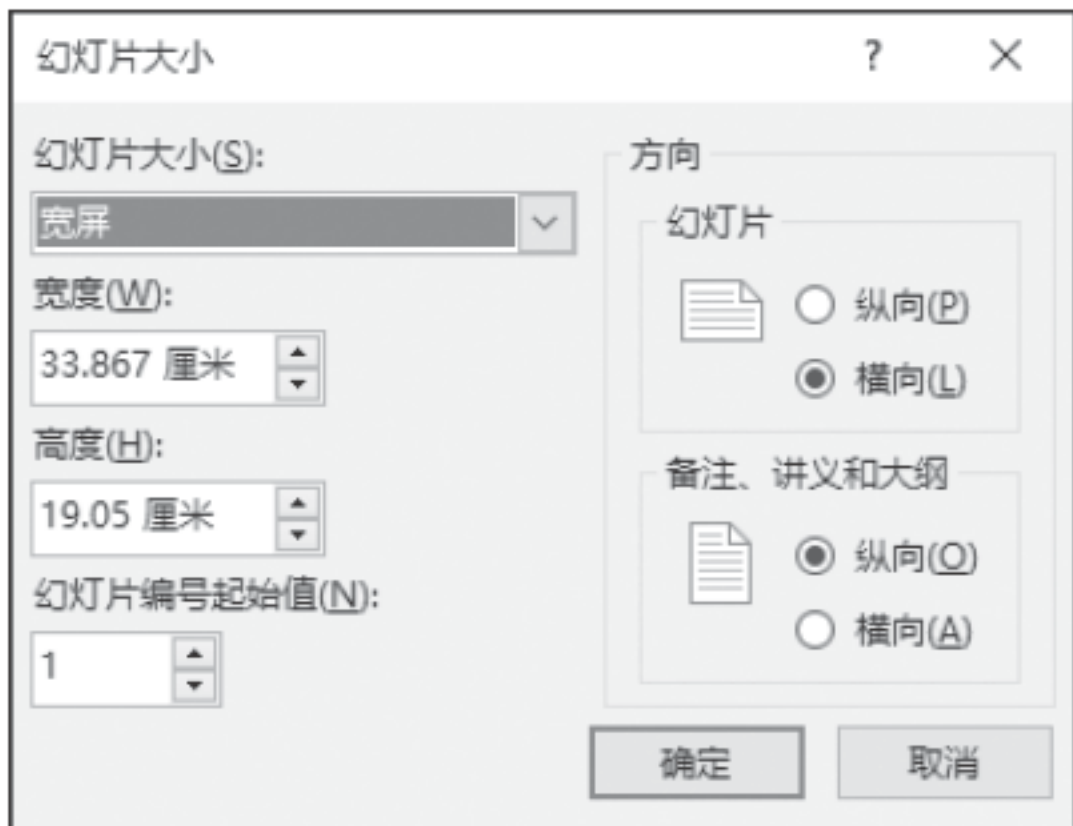 幻灯片大小 ?
幻灯片大小(S):
宽屏
宽度(W):
33.867 厘米
高度(H):
19.05 厘米
幻灯片编号起始值(N):
1
方向
幻灯片
纵向(P)
横向(L)
备注、讲义和大纲
纵向(O)
横向(A)
确定 取消